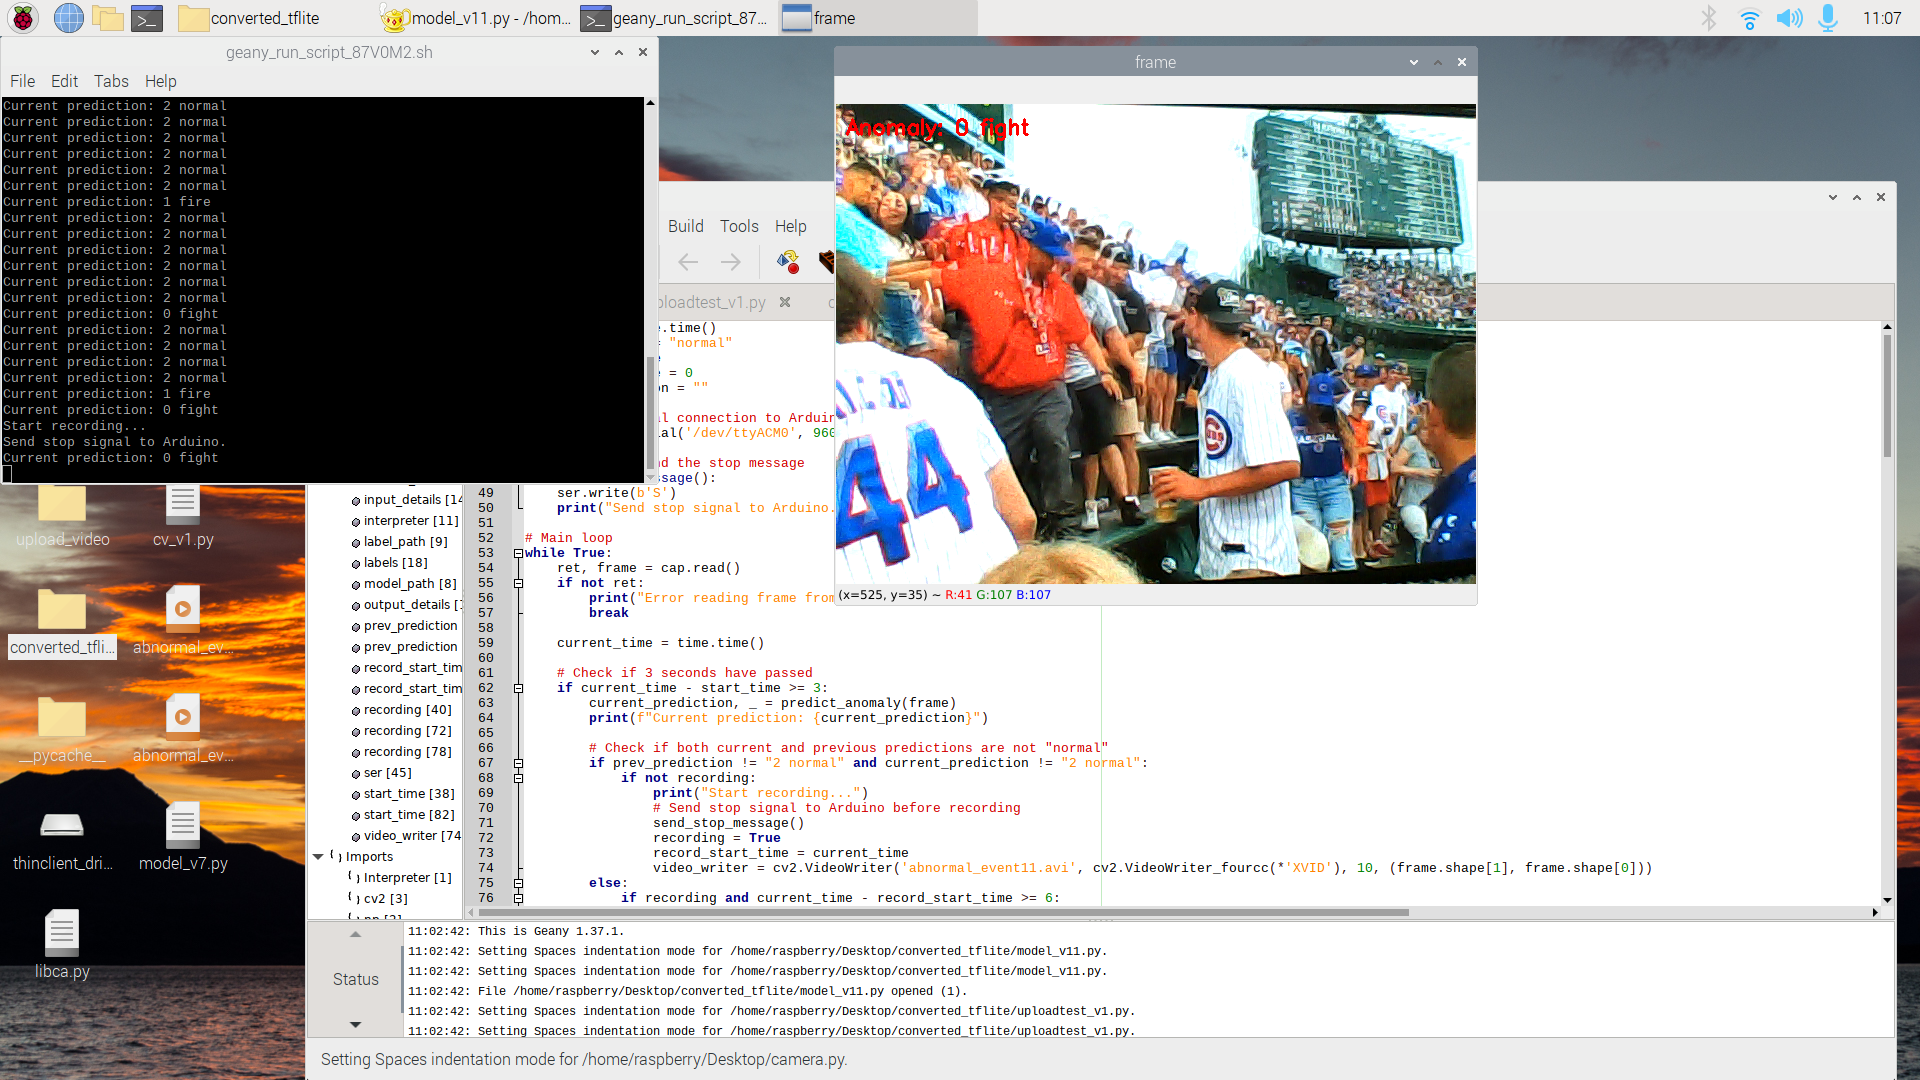 converted_tflite
model_v11.py - /hom...
geany_run_script_87...
frame
11:07
geany_run_script_87V0M2.sh
File Edit Tabs Help
Current prediction: 2 normal
Current prediction: 2 normal
Current prediction: 2 normal
Current prediction: 2 normal
Current prediction: 2 normal
Current prediction: 2 normal
Current prediction: 1 fire
Current prediction: 2 normal
Current prediction: 2 normal
Current prediction: 2 normal
Current prediction: 2 normal
Current prediction: 2 normal
Current prediction: 2 normal
Current prediction: 0 fight
Current prediction: 2 normal
Current prediction: 2 normal
Current prediction: 2 normal
Current prediction: 2 normal
Current prediction: 1 fire
Current prediction: 0 fight
Start recording...
Send stop signal to Arduino.
Current prediction: 0 fight
frame
Anomaly: 0 fight
44
(x=525, y=35) ~ R:41 G:107 B:107
Build Tools Help
ploadtest_v1.py
e.time()
= "normal"
e = 0
on = ""
al connection to Arduin
ial('/dev/ttyACM0', 960
nd the stop message
ssage():
49 ser.write(b'S')
50 print("Send stop signal to Arduino.
51
52 # Main loop
53 while True:
54 ret, frame = cap.read()
55 if not ret:
56 print("Error reading frame from
57 break
58
59 current_time = time.time()
60
61 # Check if 3 seconds have passed
62 if current_time - start_time >= 3:
63 current_prediction, _ = predict_anomaly(frame)
64 print(f"Current prediction: {current_prediction}")
65
66 # Check if both current and previous predictions are not "normal"
67 if prev_prediction != "2 normal" and current_prediction != "2 normal":
68 if not recording:
69 print("Start recording...")
70 # Send stop signal to Arduino before recording
71 send_stop_message()
72 recording = True
73 record_start_time = current_time
74 video_writer = cv2.VideoWriter('abnormal_event11.avi', cv2.VideoWriter_fourcc(*'XVID'), 10, (frame.shape[1], frame.shape[0]))
75 else:
76 if recording and current_time - record_start_time >= 6:
input_details [14
interpreter [11]
label_path [9]
labels [18]
model_path [8]
output_details [
prev_prediction
prev_prediction
record_start_tim
record_start_tim
recording [40]
recording [72]
recording [78]
ser [45]
start_time [38]
start_time [82]
video_writer [74
Imports
Interpreter [1]
cv2 [3]
upload_video
cv_v1.py
converted_tfli...
abnormal_ev...
__pycache__
abnormal_ev...
thinclient_dri...
model_v7.py
libca.py
Status
11:02:42: This is Geany 1.37.1.
11:02:42: Setting Spaces indentation mode for /home/raspberry/Desktop/converted_tflite/model_v11.py.
11:02:42: Setting Spaces indentation mode for /home/raspberry/Desktop/converted_tflite/model_v11.py.
11:02:42: File /home/raspberry/Desktop/converted_tflite/model_v11.py opened (1).
11:02:42: Setting Spaces indentation mode for /home/raspberry/Desktop/converted_tflite/uploadtest_v1.py.
11:02:42: Setting Spaces indentation mode for /home/raspberry/Desktop/converted_tflite/uploadtest_v1.py.
Setting Spaces indentation mode for /home/raspberry/Desktop/camera.py.